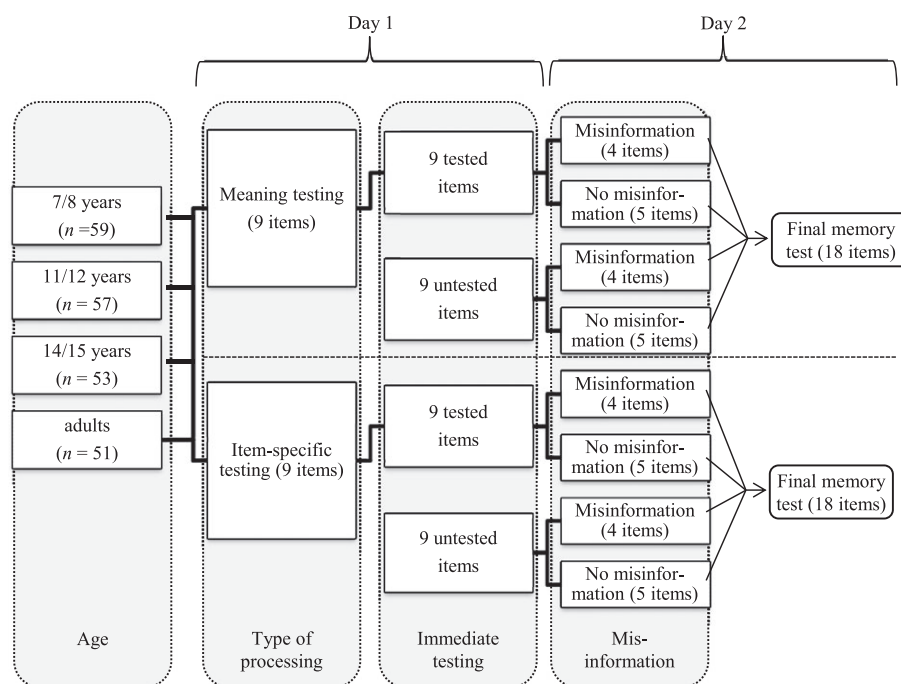 Day 1
Day 2
7/8 years
(n =59)
11/12 years
(n = 57)
14/15 years
(n = 53)
adults
(n = 51)
Age
Meaning testing
(9 items)
Item-specific
testing (9 items)
Type of
processing
9 tested
items
9 untested
items
9 tested
items
9 untested
items
Immediate
testing
Misinformation
(4 items)
No misinfor-
mation (5 items)
Misinformation
(4 items)
No misinfor-
mation (5 items)
Misinformation
(4 items)
No misinfor-
mation (5 items)
Misinformation
(4 items)
No misinfor-
mation (5 items)
Mis-
information
Final memory
test (18 items)
Final memory
test (18 items)